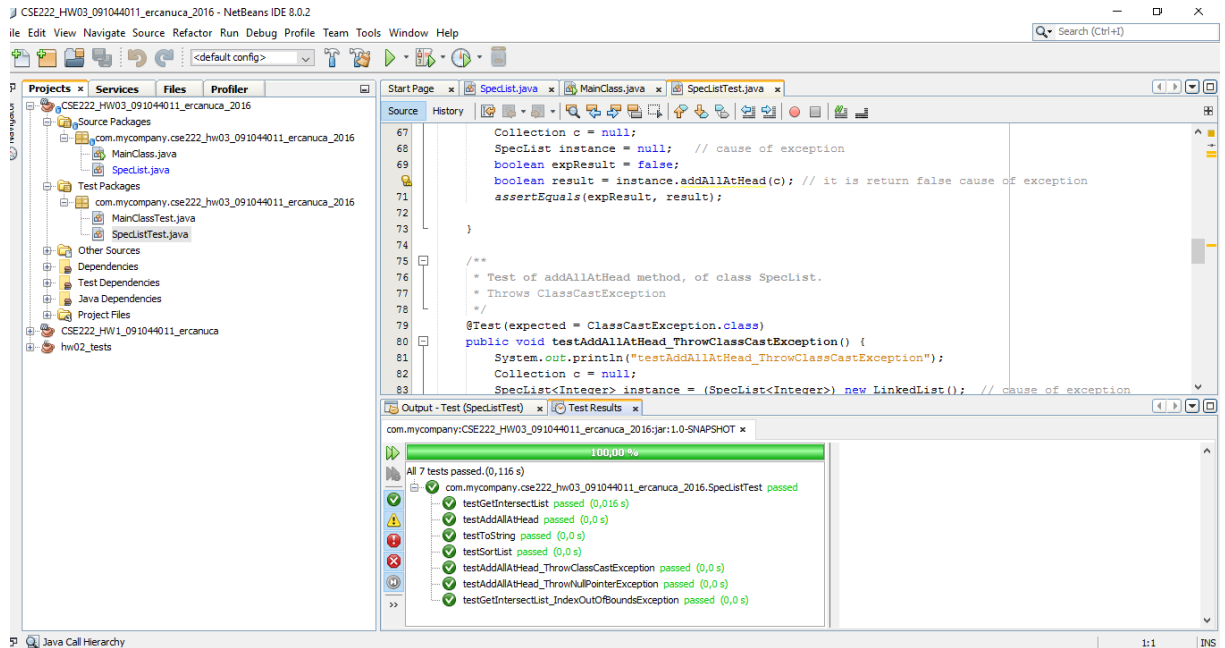 CSE222_HW03_091044011_ercanuca_2016 - NetBeans IDE 8.0.2
ile Edit View Navigate Source Refactor Run Debug Profile Team Tools Window Help
Search (Ctrl+I)
<default config>
Projects x Services Files Profiler
CSE222_HW03_091044011_ercanuca_2016
Source Packages
com.mycompany.cse222_hw03_091044011_ercanuca_2016
MainClass.java
SpecList.java
Test Packages
com.mycompany.cse222_hw03_091044011_ercanuca_2016
MainClassTest.java
SpecListTest.java
Other Sources
Dependencies
Test Dependencies
Java Dependencies
Project Files
CSE222_HW1_091044011_ercanuca
hw02_tests
Start Page x SpecList.java x MainClass.java x SpecListTest.java x
Source History
67 Collection c = null;
68 SpecList instance = null; // cause of exception
69 boolean expResult = false;
boolean result = instance.addAllAtHead(c); // it is return false cause of exception
71 assertEquals(expResult, result);
72
73 }
74
75 /**
76 * Test of addAllAtHead method, of class SpecList.
77 * Throws ClassCastException
78 */
79 @Test(expected = ClassCastException.class)
80 public void testAddAllAtHead_ThrowClassCastException() {
81 System.out.println("testAddAllAtHead_ThrowClassCastException");
82 Collection c = null;
83 SpecList<Integer> instance = (SpecList<Integer>) new LinkedList(); // cause of exception
Output - Test (SpecListTest) x Test Results x
com.mycompany:CSE222_HW03_091044011_ercanuca_2016:jar:1.0-SNAPSHOT x
100,00 %
All 7 tests passed.(0,116 s)
com.mycompany.cse222_hw03_091044011_ercanuca_2016.SpecListTest passed
testGetIntersectList passed (0,016 s)
testAddAllAtHead passed (0,0 s)
testToString passed (0,0 s)
testSortList passed (0,0 s)
testAddAllAtHead_ThrowClassCastException passed (0,0 s)
testAddAllAtHead_ThrowNullPointerException passed (0,0 s)
testGetIntersectList_IndexOutOfBoundsException passed (0,0 s)
>>
Java Call Hierarchy
1:1 INS